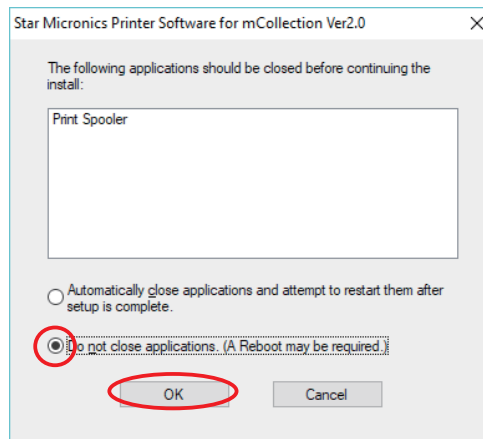 Star Micronics Printer Software for mCollection Ver2.0
The following applications should be closed before continuing the
install:
Print Spooler
Automatically close applications and attempt to restart them after
setup is complete.
Do not close applications. (A Reboot may be required.)
OK Cancel